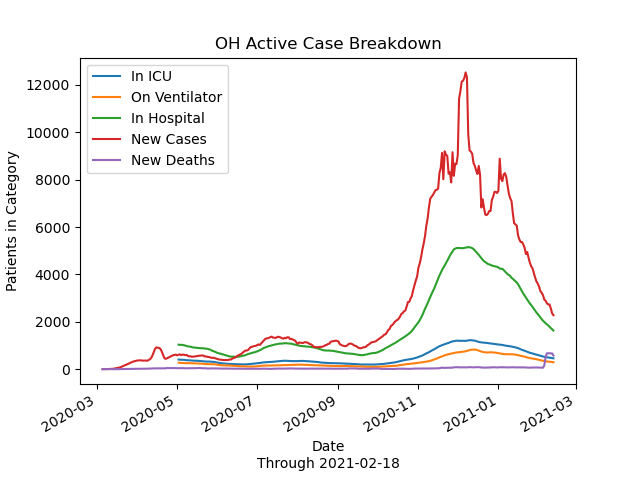 OH Active Case Breakdown
In ICU
On Ventilator
In Hospital
New Cases
New Deaths
Patients in Category
12000
10000
8000
6000
4000
2000
0
2020-03
2020-05
2020-07
2020-09
2020-11
2021-01
2021-03
Date
Through 2021-02-18